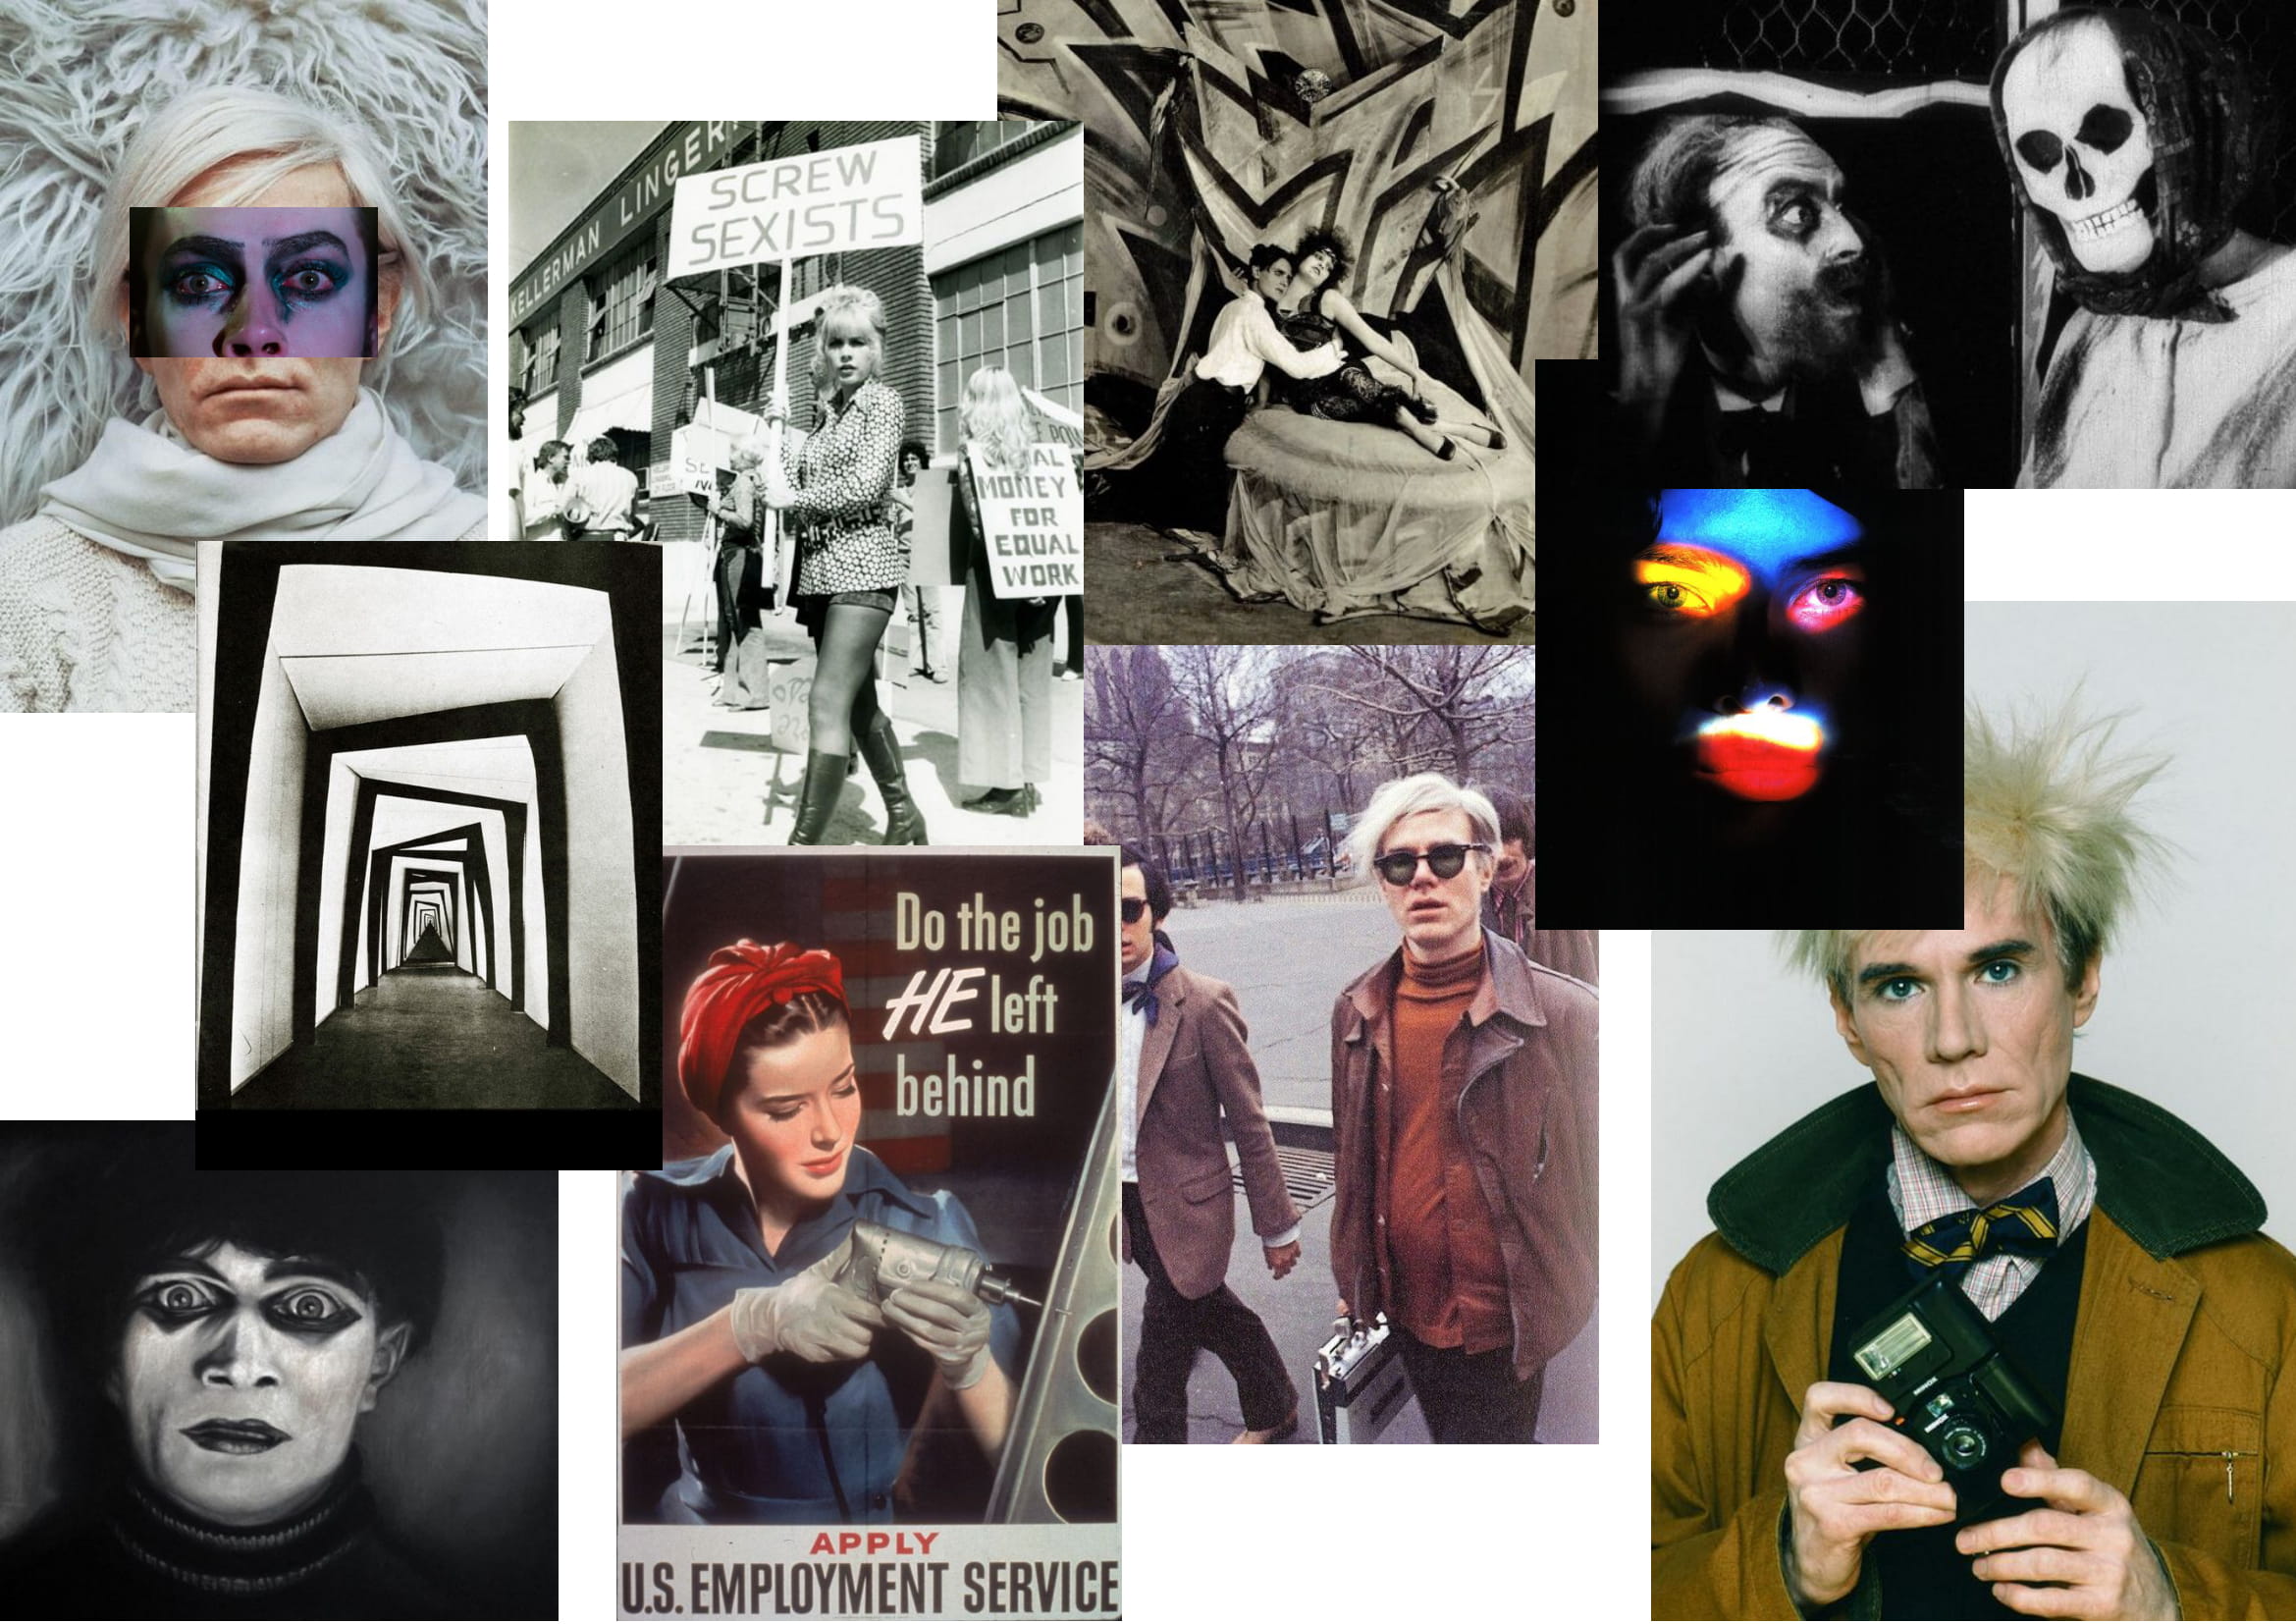 KELLERMAN LINGER
SCREW
SEXISTS
MONEY
FOR
EQUAL
WORK
Do the job
HE left
behind
APPLY
U.S. EMPLOYMENT SERVICE